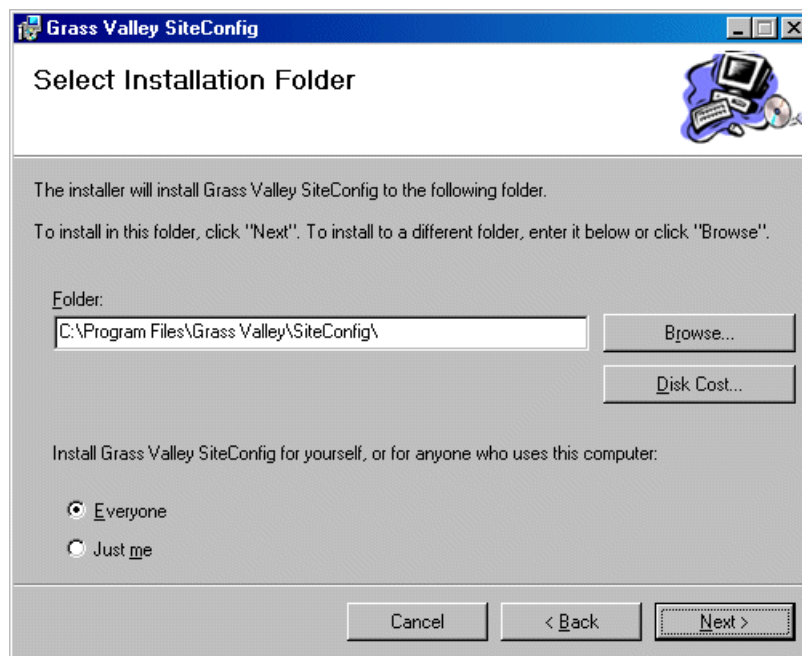 Grass Valley SiteConfig
Select Installation Folder
The installer will install Grass Valley SiteConfig to the following folder.
To install in this folder, click "Next". To install to a different folder, enter it below or click "Browse".
Folder:
C:\Program Files\Grass Valley\SiteConfig\
Browse...
Disk Cost...
Install Grass Valley SiteConfig for yourself, or for anyone who uses this computer:
Everyone
Just me
Cancel
< Back
Next >